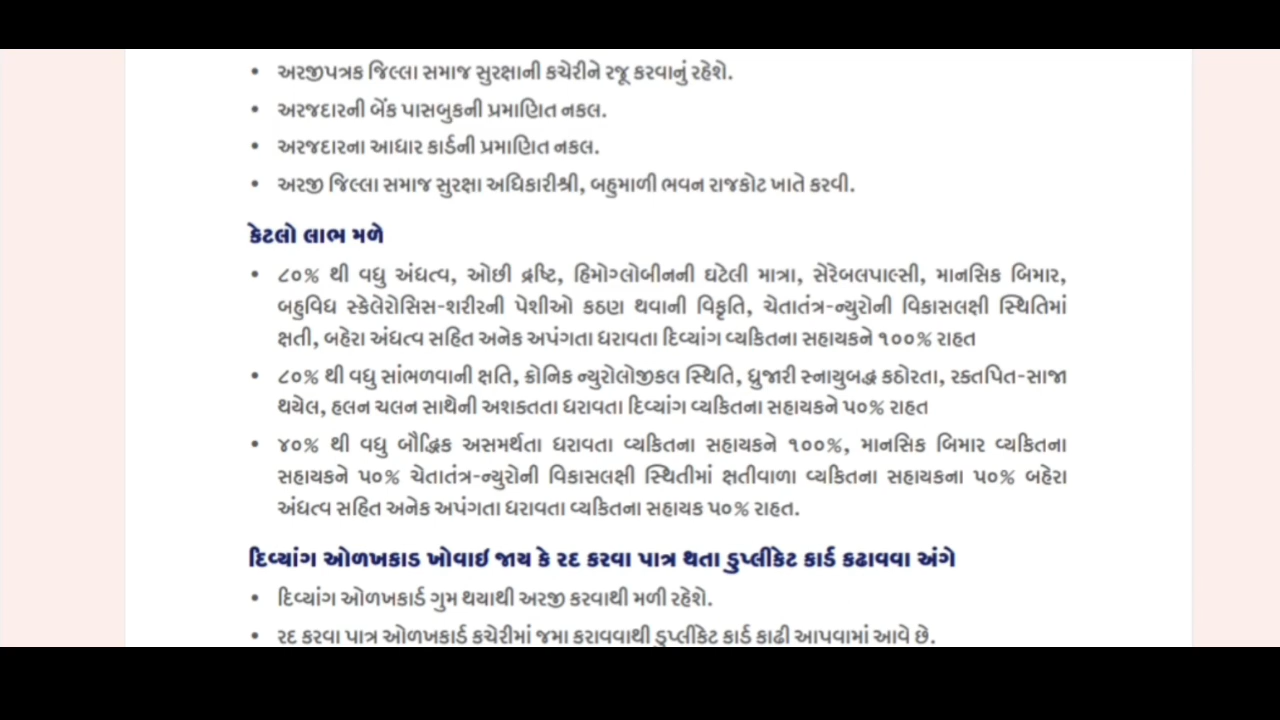 • અરજીપત્રક જિલ્લા સમાજ સુરક્ષાની કચેરીને રજૂ કરવાનું રહેશે.
• અરજદારની બેંક પાસબુકની પ્રમાણિત નકલ.
• અરજદારના આધાર કાર્ડની પ્રમાણિત નકલ.
• અરજી જિલ્લા સમાજ સુરક્ષા અધિકારીશ્રી, બહુમાળી ભવન રાજકોટ ખાતે કરવી.
કેટલો લાભ મળે
• ૮૦% થી વધુ અંધત્વ, ઓછી દ્રષ્ટિ, હિમોગ્લોબીનની ઘટેલી માત્રા, સેરેબલપાલ્સી, માનસિક બિમાર,
બહુવિધ સ્કેલેરોસિસ-શરીરની પેશીઓ કઠણ થવાની વિકૃતિ, ચેતાતંત્ર-ન્યુરોની વિકાસલક્ષી સ્થિતિમાં
ક્ષતી, બહેરા અંધત્વ સહિત અનેક અપંગતા ધરાવતા દિવ્યાંગ વ્યકિતના સહાયકને ૧૦૦% રાહત
• ૮૦% થી વધુ સાંભળવાની ક્ષતિ, ક્રોનિક ન્યુરોલોજીકલ સ્થિતિ, ધ્રુજારી સ્નાયુબદ્ધ કઠોરતા, રક્તપિત-સાજા
થયેલ, હલન ચલન સાથેની અશક્તતા ધરાવતા દિવ્યાંગ વ્યકિતના સહાયકને ૫૦% રાહત
• ૪૦% થી વધુ બૌદ્ધિક અસમર્થતા ધરાવતા વ્યકિતના સહાયકને ૧૦૦%, માનસિક બિમાર વ્યકિતના
સહાયકને ૫૦% ચેતાતંત્ર-ન્યુરોની વિકાસલક્ષી સ્થિતીમાં ક્ષતીવાળા વ્યકિતના સહાયકના ૫૦% બહેરા
અંધત્વ સહિત અનેક અપંગતા ધરાવતા વ્યકિતના સહાયક ૫૦% રાહત.
દિવ્યાંગ ઓળખકાડ ખોવાઇ જાય કે રદ કરવા પાત્ર થતા ડુપ્લીકેટ કાર્ડ કઢાવવા અંગે
• દિવ્યાંગ ઓળખકાર્ડ ગુમ થયાથી અરજી કરવાથી મળી રહેશે.
• રદ કરવા પાત્ર ઓળખકાર્ડ કચેરીમાં જમા કરાવવાથી ડુપ્લીકેટ કાર્ડ કાઢી આપવામાં આવે છે.